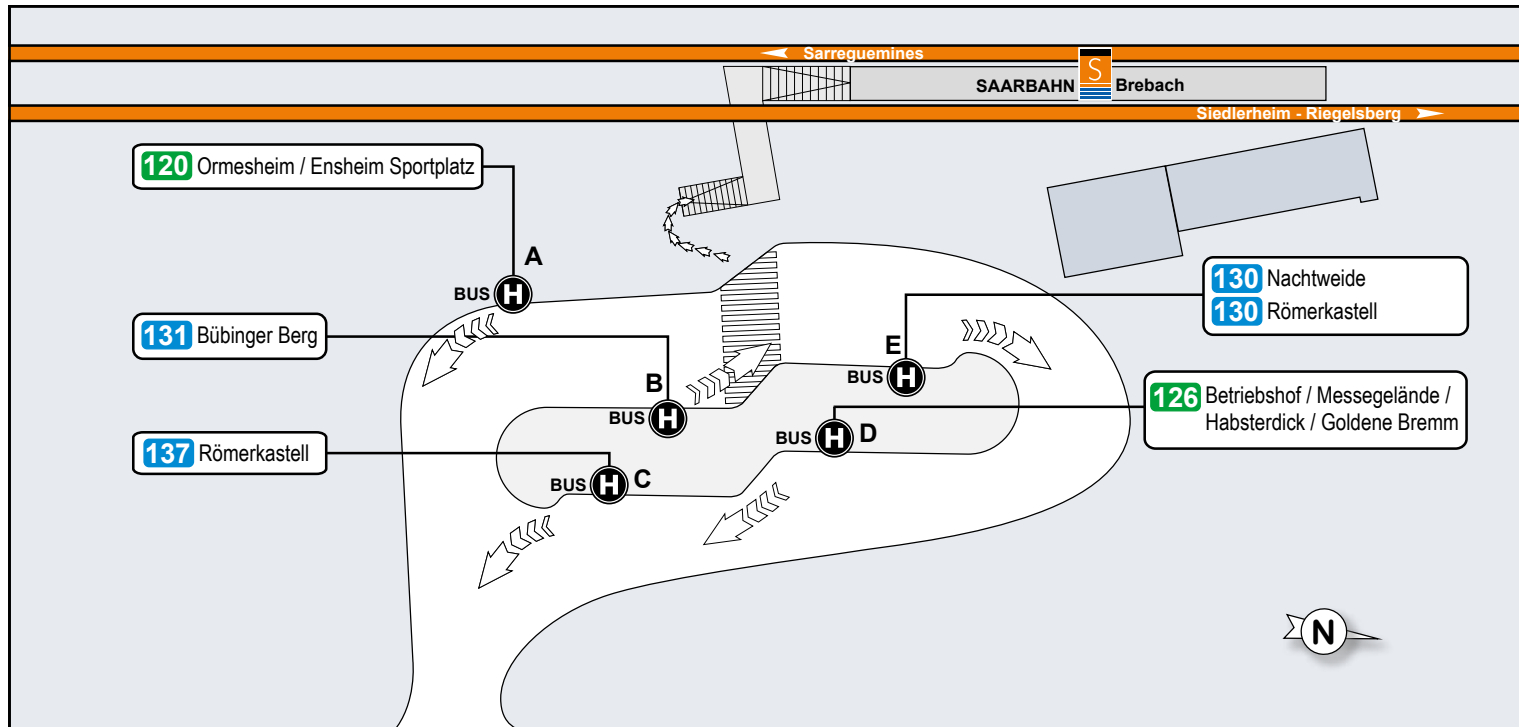 Sarreguemines
SAARBAHN S Brebach
Siedlerheim - Riegelsberg
120 Ormesheim / Ensheim Sportplatz
A
BUS H
131 Bübinger Berg
B
BUS H
137 Römerkastell
C
BUS H
130 Nachtweide
130 Römerkastell
E
BUS H
126 Betriebshof / Messegelände /
Habsterdick / Goldene Bremm
BUS H D
N